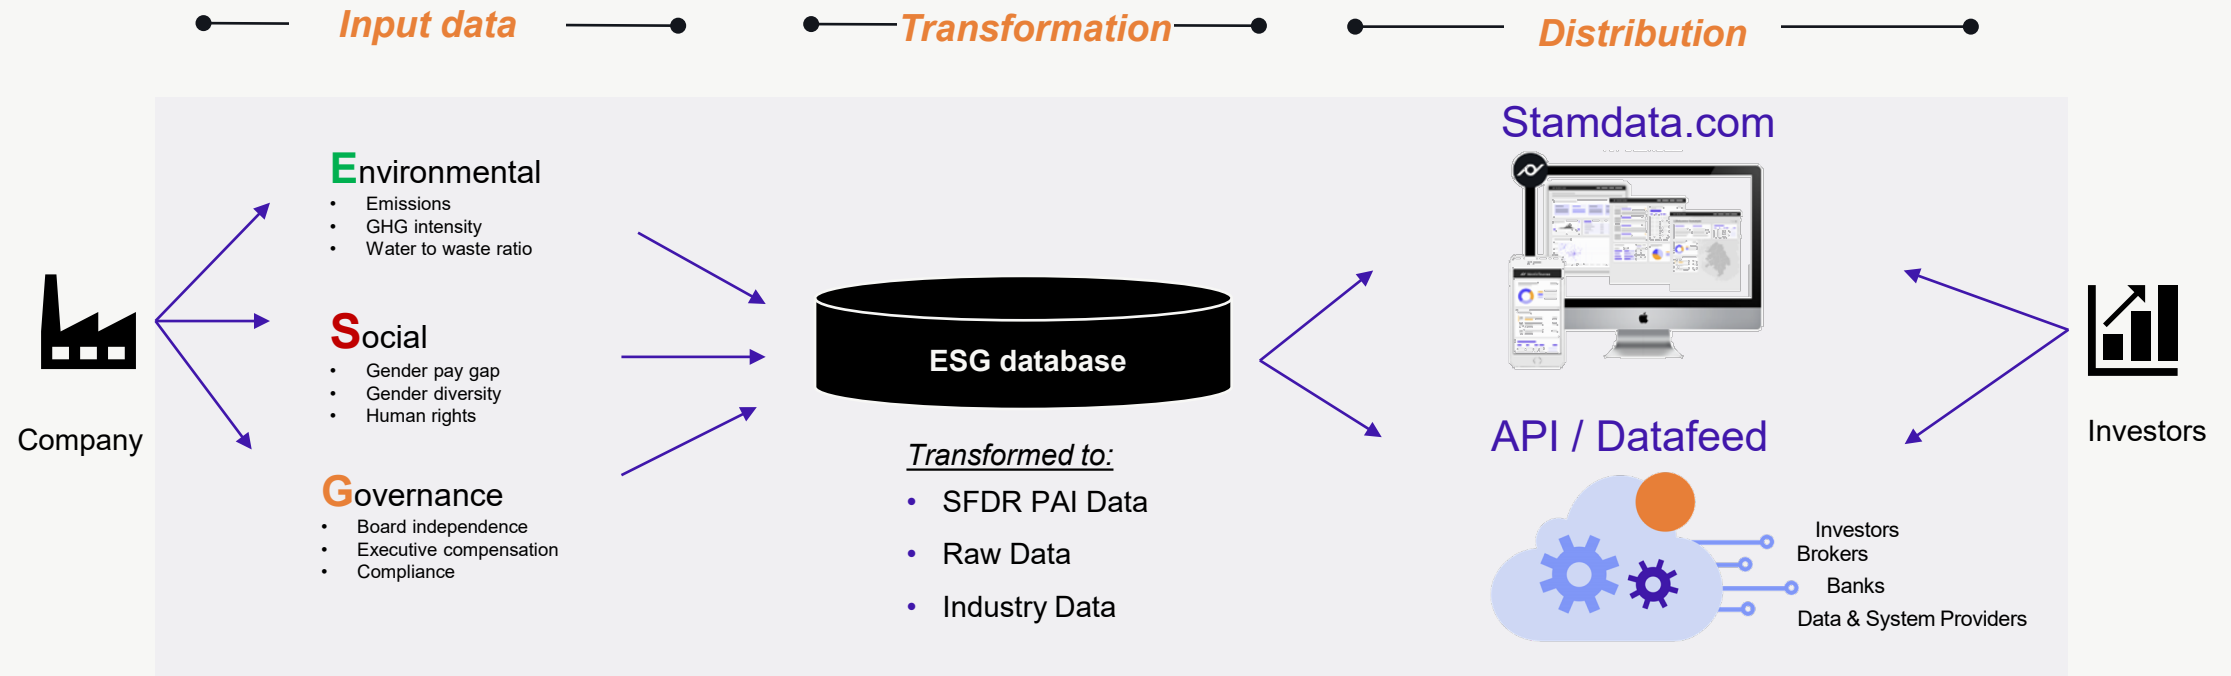 Input data
Transformation
Distribution
Company
Environmental
• Emissions
• GHG intensity
• Water to waste ratio
Social
• Gender pay gap
• Gender diversity
• Human rights
Governance
• Board independence
• Executive compensation
• Compliance
ESG database
Transformed to:
• SFDR PAI Data
• Raw Data
• Industry Data
Stamdata.com
API / Datafeed
Investors
Brokers
Banks
Data & System Providers
Investors